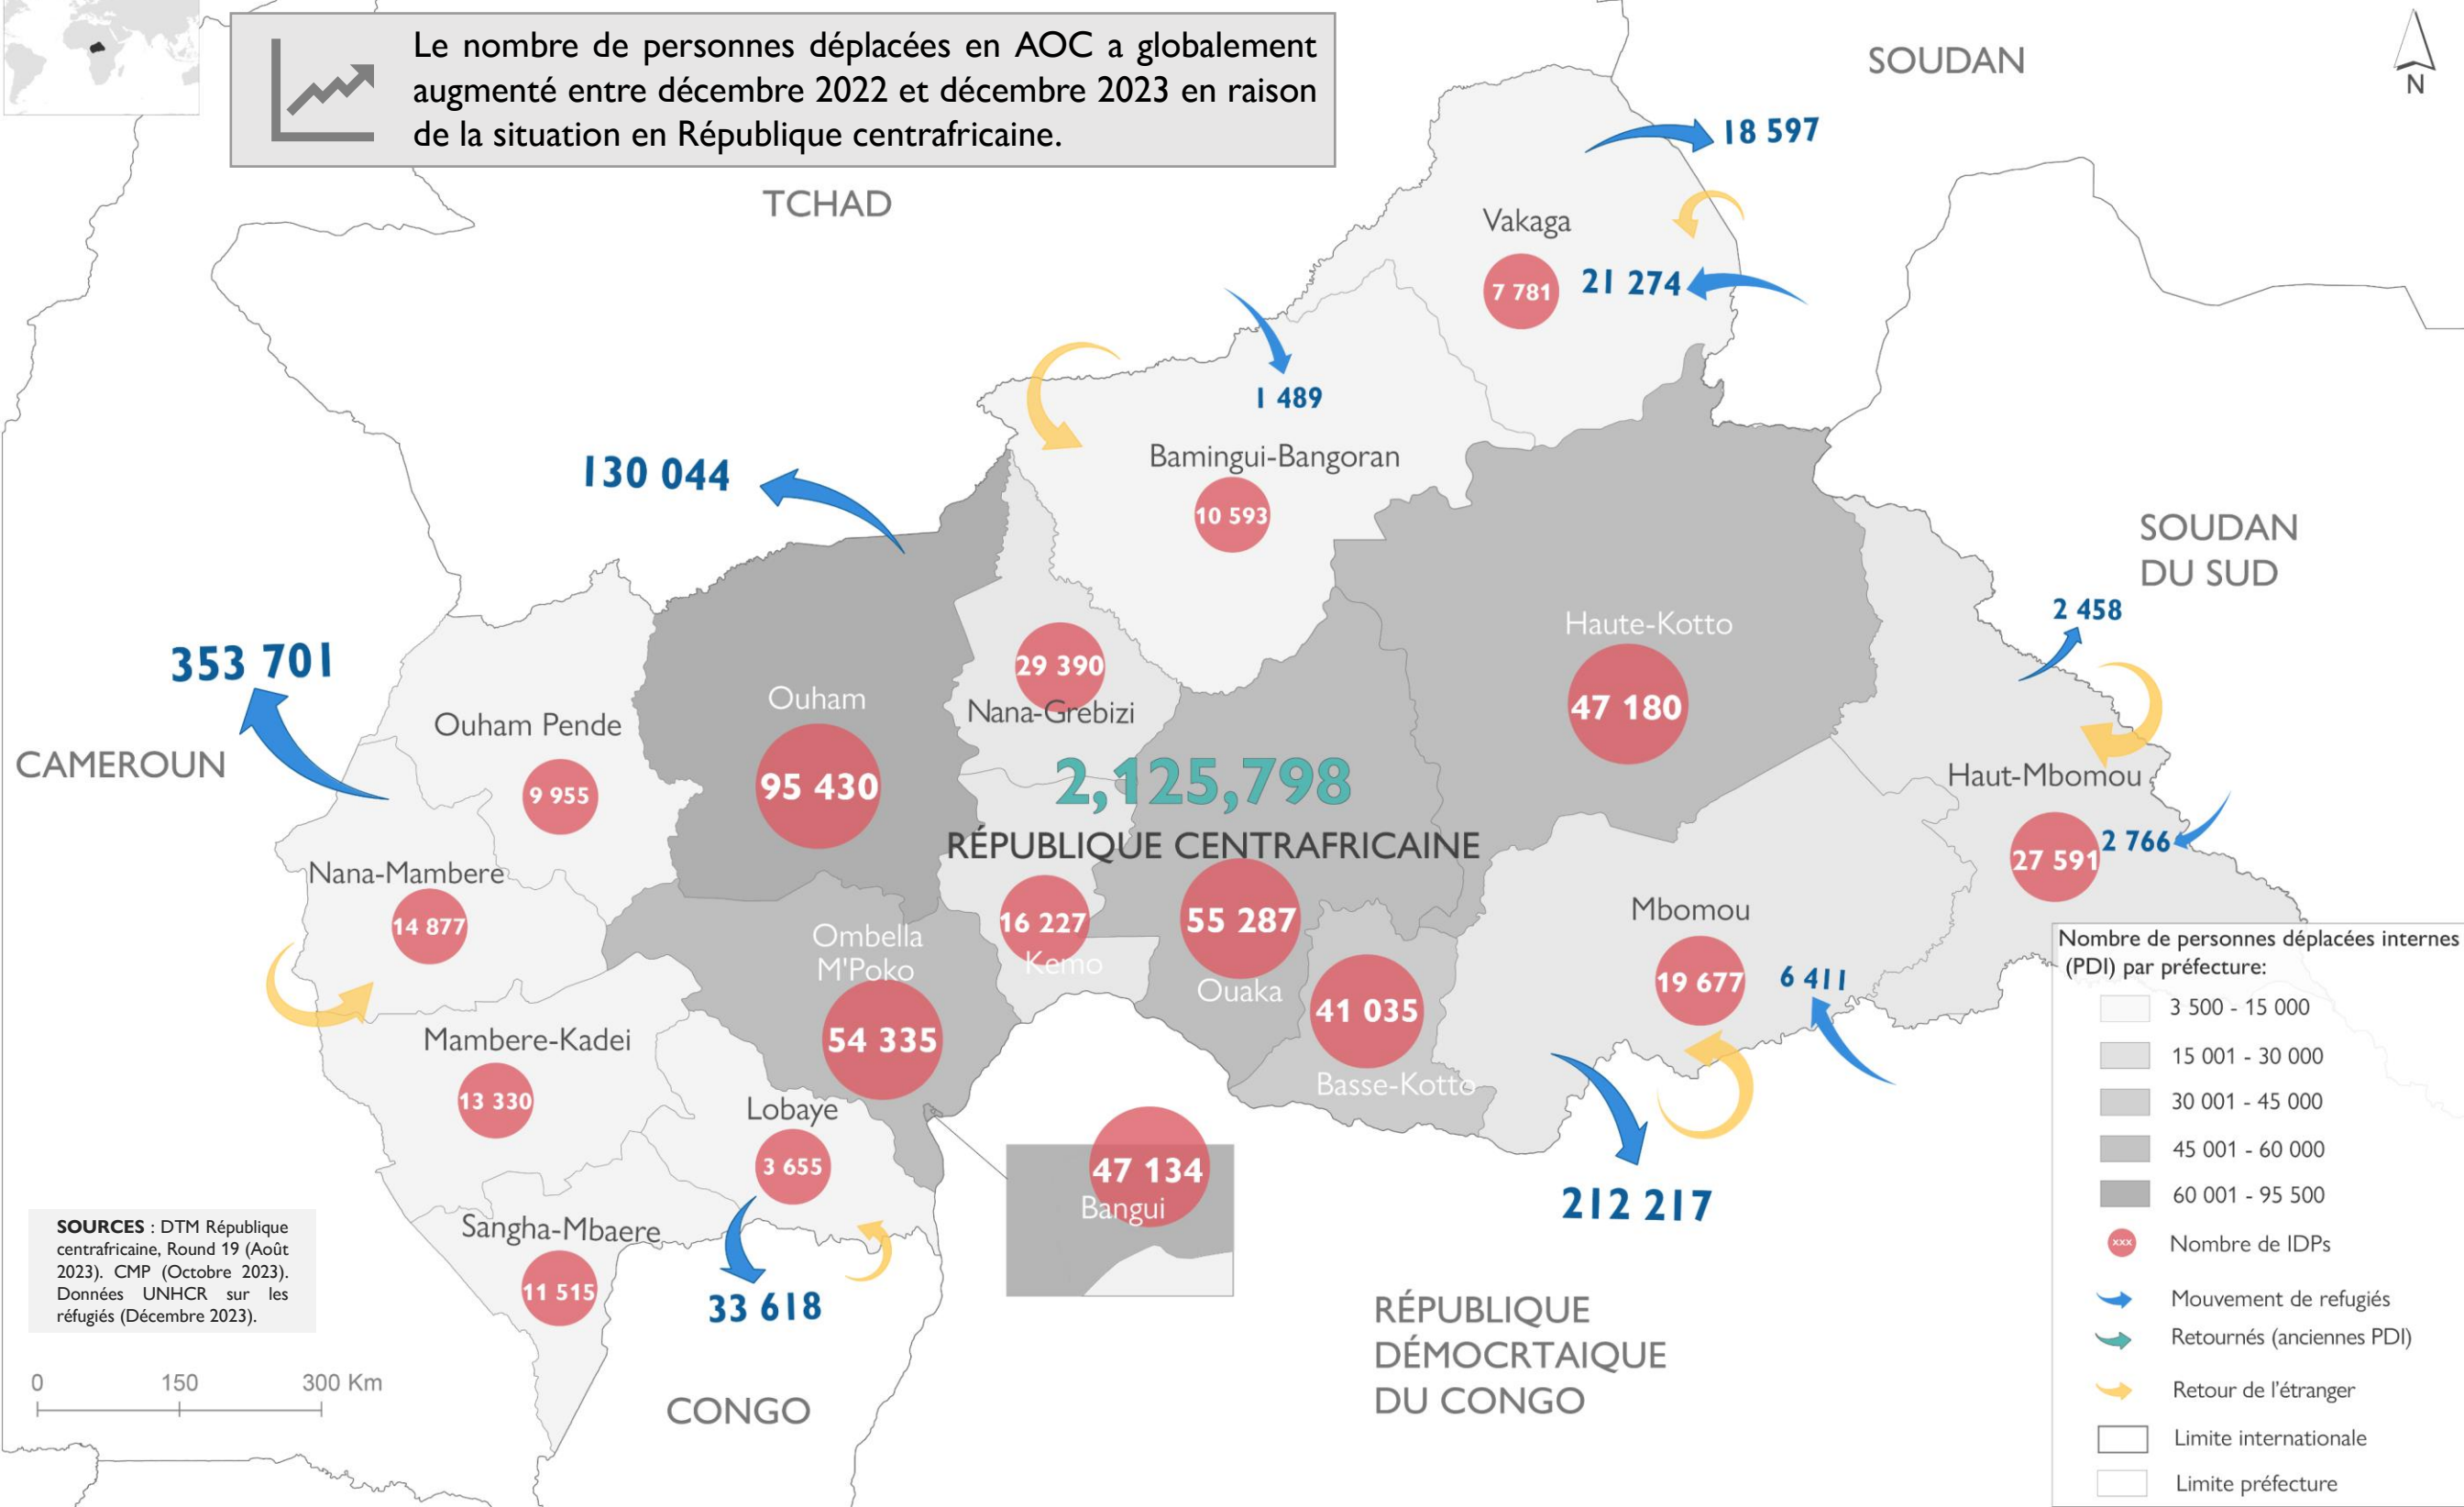 Le nombre de personnes déplacées en AOC a globalement
augmenté entre décembre 2022 et décembre 2023 en raison
de la situation en République centrafricaine.
SOUDAN
N
18 597
TCHAD
Vakaga
7 781
21 274
1 489
Bamingui-Bangoran
10 593
130 044
SOUDAN
DU SUD
2 458
Haute-Kotto
47 180
353 701
29 390
Nana-Grebizi
Ouham
95 430
Ouham Pende
9 955
CAMEROUN
2,125,798
RÉPUBLIQUE CENTRAFRICAINE
Haut-Mbomou
27 591
2 766
Nana-Mambere
14 877
Ombella
M'Poko
54 335
16 227
Kemo
55 287
Ouaka
41 035
Basse-Kotto
Mbomou
19 677
6 411
Mambere-Kadei
13 330
Lobaye
3 655
47 134
Bangui
212 217
Sangha-Mbaere
11 515
33 618
RÉPUBLIQUE
DÉMOCRTAIQUE
DU CONGO
CONGO
SOURCES : DTM République
centrafricaine, Round 19 (Août
2023). CMP (Octobre 2023).
Données UNHCR sur les
réfugiés (Décembre 2023).
0 150 300 Km
Nombre de personnes déplacées internes
(PDI) par préfecture:
3 500 - 15 000
15 001 - 30 000
30 001 - 45 000
45 001 - 60 000
60 001 - 95 500
xxx Nombre de IDPs
Mouvement de refugiés
Retournés (anciennes PDI)
Retour de l'étranger
Limite internationale
Limite préfecture